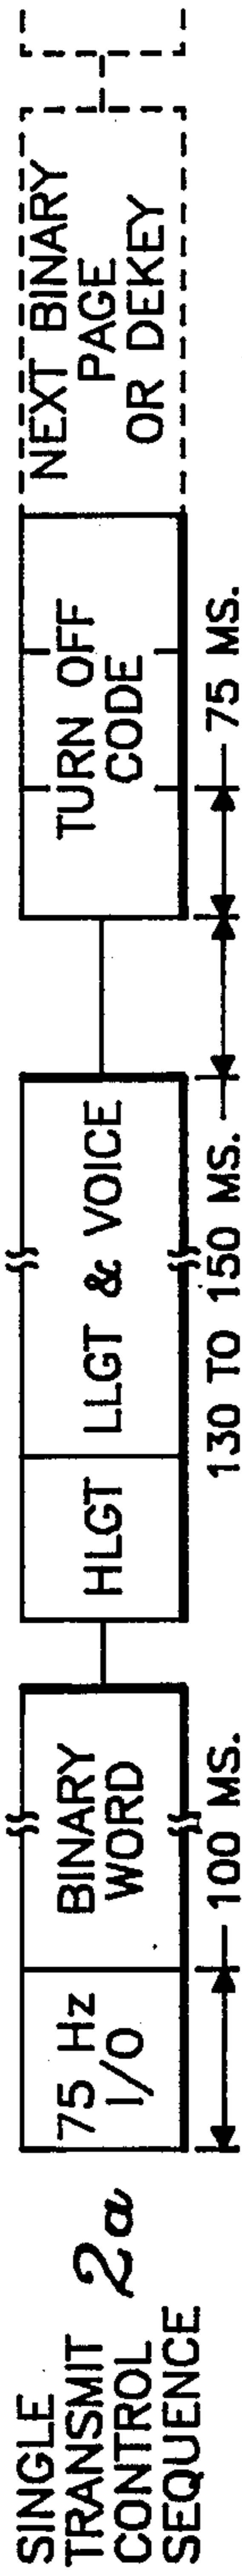 SINGLE
TRANSMIT
CONTROL
SEQUENCE
2a
75 Hz
1/0
BINARY
WORD
HLGT
LLGT & VOICE
TURN OFF
CODE
NEXT BINARY
PAGE
OR DEKEY
100 MS.
130 TO 150 MS.
75 MS.